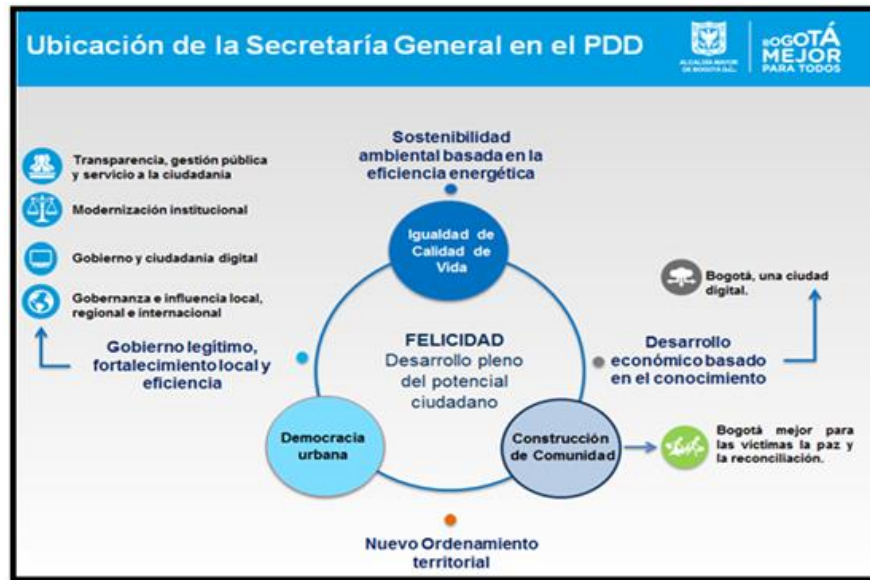 Ubicación de la Secretaría General en el PDD
ALCALDÍA MAYOR
DE BOGOTÁ D.C.
BOGOTÁ
MEJOR
PARA TODOS
Transparencia, gestión pública
y servicio a la ciudadanía
Modernización institucional
Gobierno y ciudadanía digital
Gobernanza e influencia local,
regional e internacional
Gobierno legítimo,
fortalecimiento local y
eficiencia
Sostenibilidad
ambiental basada en la
eficiencia energética
Igualdad de
Calidad de
Vida
FELICIDAD
Desarrollo pleno
del potencial
ciudadano
Bogotá, una ciudad
digital.
Desarrollo
económico basado
en el conocimiento
Democracia
urbana
Construcción
de Comunidad
Bogotá mejor para
las víctimas la paz y
la reconciliación.
Nuevo Ordenamiento
territorial